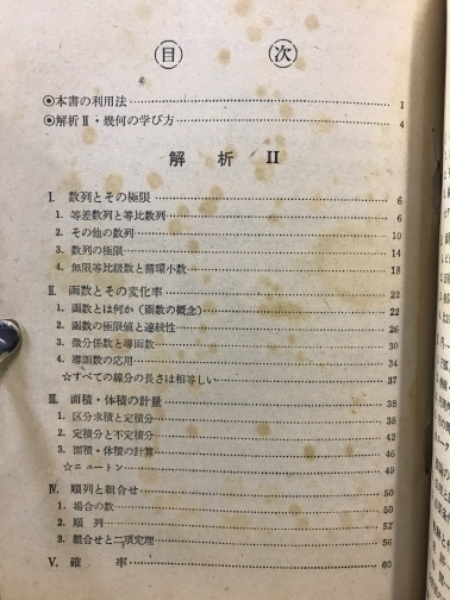 目 次
◉本書の利用法 1
◉解析Ⅱ・幾何の学び方 4
解析 Ⅱ
Ⅰ. 数列とその極限 6
1. 等差数列と等比数列 6
2. その他の数列 10
3. 数列の極限 14
4. 無限等比級数と循環小数 18
Ⅱ. 函数とその変化率 22
1. 函数とは何か（函数の概念） 22
2. 函数の極限値と連続性 26
3. 微分係数と導函数 30
4. 導函数の応用 34
☆すべての線分の長さは相等しい 37
Ⅲ. 面積・体積の計量 38
1. 区分求積と定積分 38
2. 定積分と不定積分 42
3. 面積・体積の計算 46
☆ニュートン 49
Ⅳ. 順列と組合せ 50
1. 場合の数 50
2. 順列 52
3. 組合せと二項定理 56
Ⅴ. 確率 60